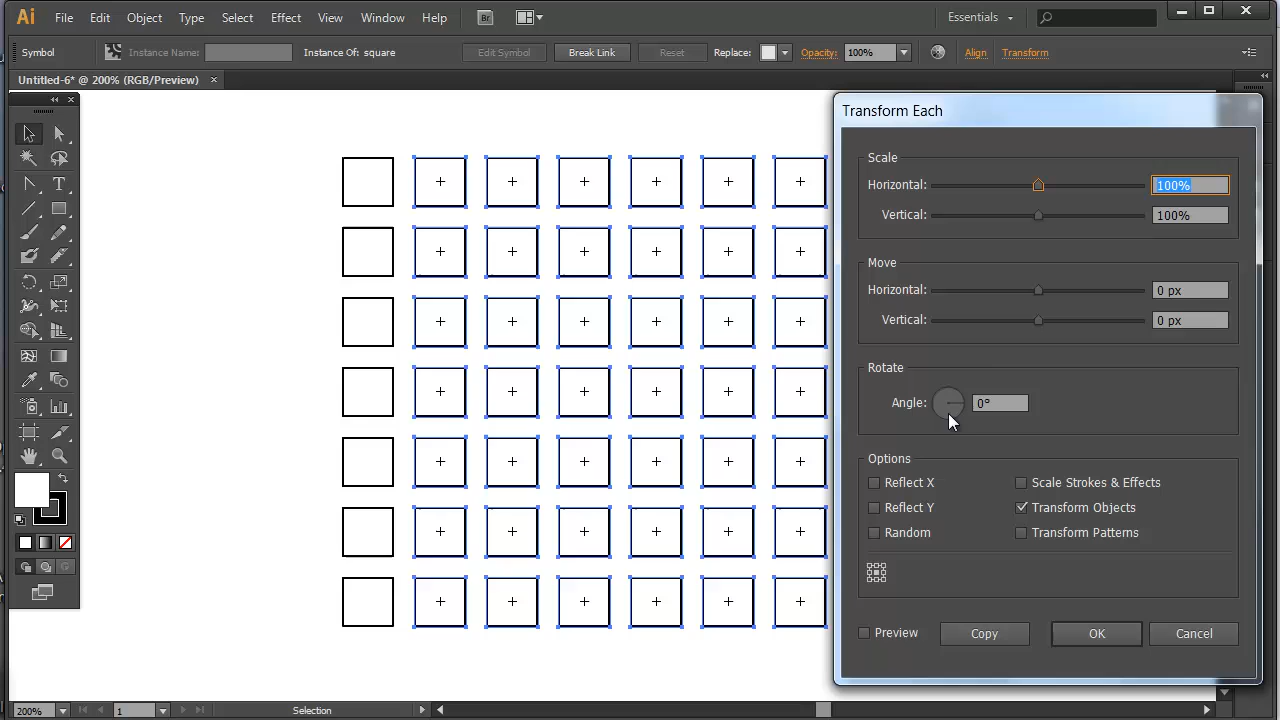 Ai File Edit Object Type Select Effect View Window Help Br Essentials
Symbol Instance Name: Instance Of: square Edit Symbol Break Link Reset Replace: Opacity: 100% Align Transform
Untitled-6* @ 200% (RGB/Preview) ×
Transform Each
Scale
Horizontal: 100%
Vertical: 100%
Move
Horizontal: 0 px
Vertical: 0 px
Rotate
Angle: 0°
Options
Reflect X Scale Strokes & Effects
Reflect Y Transform Objects
Random Transform Patterns
Preview Copy OK Cancel
200% 1 Selection